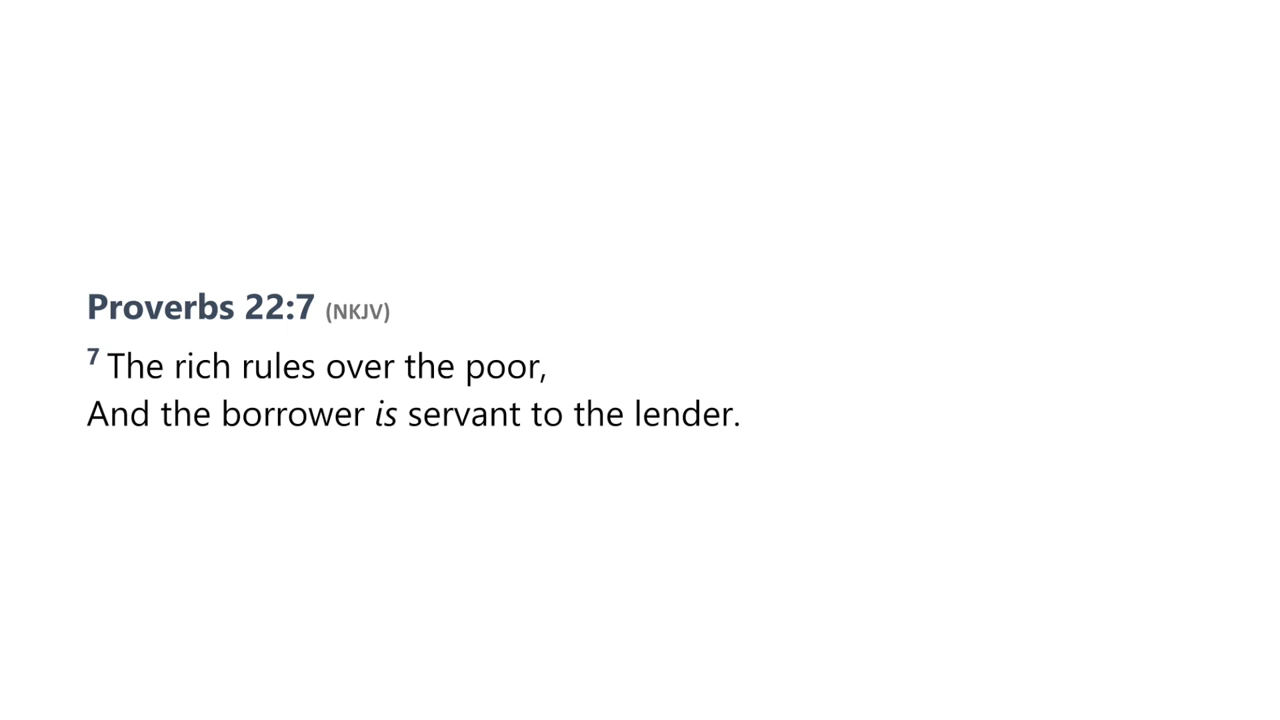 Proverbs 22:7 (NKJV)
7 The rich rules over the poor,
And the borrower is servant to the lender.